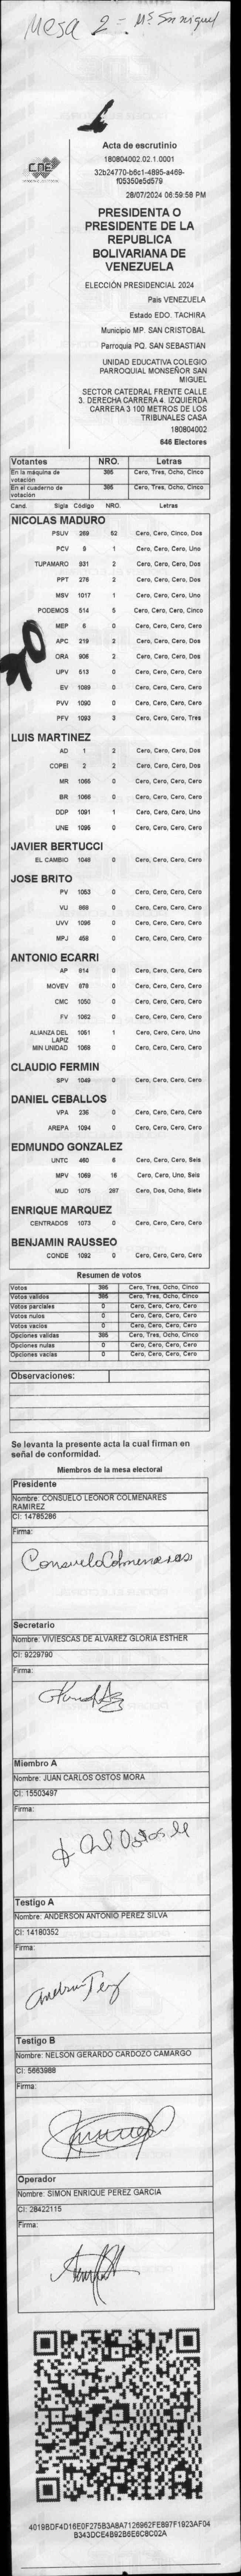 Mesa 2 = Ms. Sn miguel
CNE
Acta de escrutinio
180804002.02.1.0001
32b24770-b6c1-4895-a469-
f05350e5d579
28/07/2024 06:59:58 PM
PRESIDENTA O
PRESIDENTE DE LA
REPUBLICA
BOLIVARIANA DE
VENEZUELA
ELECCIÓN PRESIDENCIAL 2024
Pais VENEZUELA
Estado EDO. TACHIRA
Municipio MP. SAN CRISTOBAL
Parroquia PQ. SAN SEBASTIAN
UNIDAD EDUCATIVA COLEGIO
PARROQUIAL MONSEÑOR SAN
MIGUEL
SECTOR CATEDRAL FRENTE CALLE
3. DERECHA CARRERA 4. IZQUIERDA
CARRERA 3 100 METROS DE LOS
TRIBUNALES CASA
180804002
646 Electores
Votantes NRO. Letras
En la máquina de votación 385 Cero, Tres, Ocho, Cinco
En el cuaderno de votación 385 Cero, Tres, Ocho, Cinco
Cand. Sigla Código NRO. Letras
NICOLAS MADURO
PSUV 269 52 Cero, Cero, Cinco, Dos
PCV 9 1 Cero, Cero, Cero, Uno
TUPAMARO 931 2 Cero, Cero, Cero, Dos
PPT 278 2 Cero, Cero, Cero, Dos
MSV 1017 1 Cero, Cero, Cero, Uno
PODEMOS 514 5 Cero, Cero, Cero, Cinco
MEP 6 0 Cero, Cero, Cero, Cero
APC 219 2 Cero, Cero, Cero, Dos
ORA 906 2 Cero, Cero, Cero, Dos
UPV 613 0 Cero, Cero, Cero, Cero
EV 1089 0 Cero, Cero, Cero, Cero
PVV 1090 0 Cero, Cero, Cero, Cero
PFV 1093 3 Cero, Cero, Cero, Tres
LUIS MARTINEZ
AD 1 2 Cero, Cero, Cero, Dos
COPEI 2 2 Cero, Cero, Cero, Dos
MR 1065 0 Cero, Cero, Cero, Cero
BR 1066 0 Cero, Cero, Cero, Cero
DDP 1091 1 Cero, Cero, Cero, Uno
UNE 1095 0 Cero, Cero, Cero, Cero
JAVIER BERTUCCI
EL CAMBIO 1048 0 Cero, Cero, Cero, Cero
JOSE BRITO
PV 1053 0 Cero, Cero, Cero, Cero
VU 868 0 Cero, Cero, Cero, Cero
UVV 1096 0 Cero, Cero, Cero, Cero
MPJ 458 0 Cero, Cero, Cero, Cero
ANTONIO ECARRI
AP 814 0 Cero, Cero, Cero, Cero
MOVEV 878 0 Cero, Cero, Cero, Cero
CMC 1050 0 Cero, Cero, Cero, Cero
FV 1062 0 Cero, Cero, Cero, Cero
ALIANZA DEL LAPIZ 1051 1 Cero, Cero, Cero, Uno
MIN UNIDAD 1068 0 Cero, Cero, Cero, Cero
CLAUDIO FERMIN
SPV 1049 0 Cero, Cero, Cero, Cero
DANIEL CEBALLOS
VPA 236 0 Cero, Cero, Cero, Cero
AREPA 1094 0 Cero, Cero, Cero, Cero
EDMUNDO GONZALEZ
UNTC 460 6 Cero, Cero, Cero, Seis
MPV 1069 16 Cero, Cero, Uno, Seis
MUD 1075 287 Cero, Dos, Ocho, Siete
ENRIQUE MARQUEZ
CENTRADOS 1073 0 Cero, Cero, Cero, Cero
BENJAMIN RAUSSEO
CONDE 1092 0 Cero, Cero, Cero, Cero
Resumen de votos
Votos 385 Cero, Tres, Ocho, Cinco
Votos validos 385 Cero, Tres, Ocho, Cinco
Votos parciales 0 Cero, Cero, Cero, Cero
Votos nulos 0 Cero, Cero, Cero, Cero
Votos vacios 0 Cero, Cero, Cero, Cero
Opciones validas 385 Cero, Tres, Ocho, Cinco
Opciones nulas 0 Cero, Cero, Cero, Cero
Opciones vacias 0 Cero, Cero, Cero, Cero
Observaciones:
Se levanta la presente acta la cual firman en
señal de conformidad.
Miembros de la mesa electoral
Presidente
Nombre: CONSUELO LEONOR COLMENARES
RAMIREZ
CI: 14785286
Firma:
Consuelo Colmenares
Secretario
Nombre: VIVIESCAS DE ALVAREZ GLORIA ESTHER
CI: 9229790
Firma:
Miembro A
Nombre: JUAN CARLOS OSTOS MORA
CI: 15503497
Firma:
Testigo A
Nombre: ANDERSON ANTONIO PEREZ SILVA
CI: 14180352
Firma:
Testigo B
Nombre: NELSON GERARDO CARDOZO CAMARGO
CI: 5663988
Firma:
Operador
Nombre: SIMON ENRIQUE PEREZ GARCIA
CI: 28422115
Firma:
4019BDF4D16E0F275B3A8A7126962FEB97F1923AF04
B343DCE4B92B6E6C8C02A